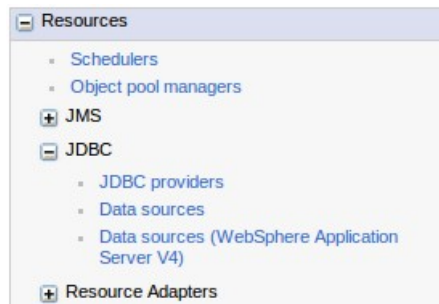 Resources
Schedulers
Object pool managers
JMS
JDBC
JDBC providers
Data sources
Data sources (WebSphere Application
Server V4)
Resource Adapters